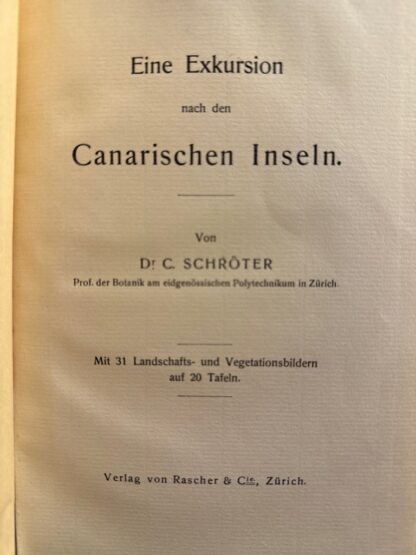 Eine Exkursion
nach den
Canarischen Inseln.
Von
Dr C. SCHRÖTER
Prof. der Botanik am eidgenössischen Polytechnikum in Zürich.
Mit 31 Landschafts- und Vegetationsbildern
auf 20 Tafeln.
Verlag von Rascher & Cie., Zürich.